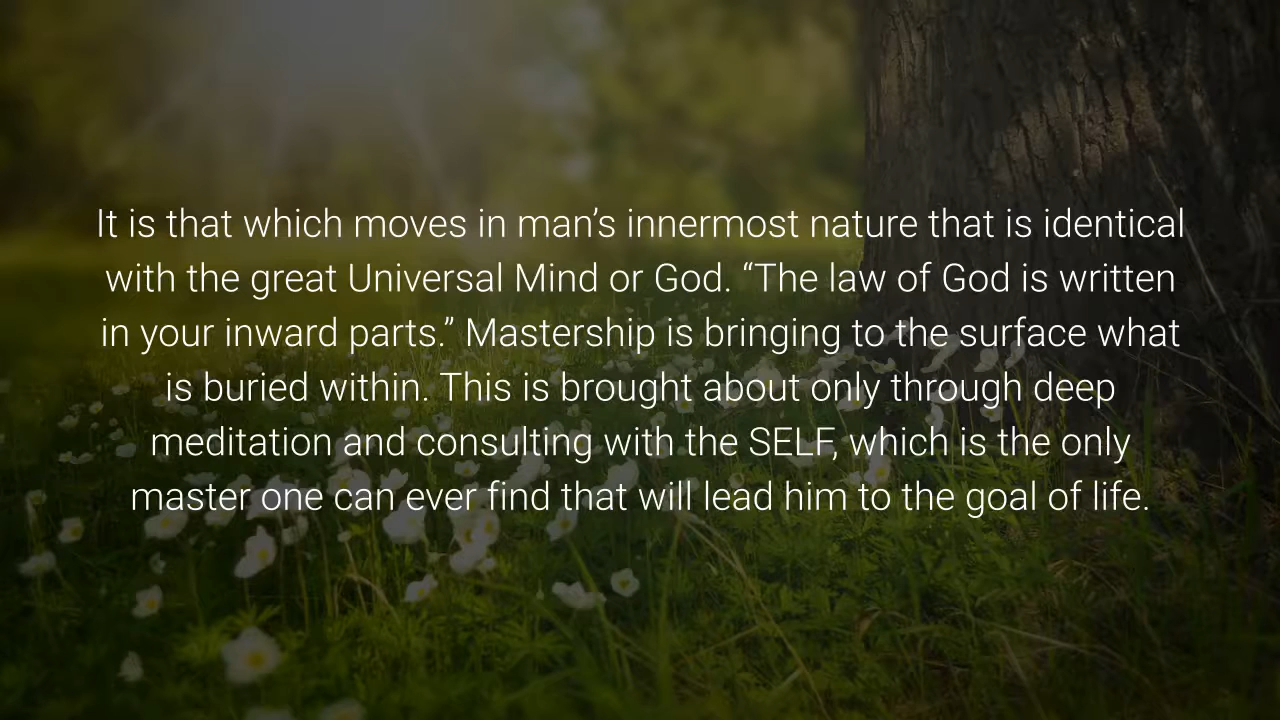 It is that which moves in man’s innermost nature that is identical
with the great Universal Mind or God. “The law of God is written
in your inward parts.” Mastership is bringing to the surface what
is buried within. This is brought about only through deep
meditation and consulting with the SELF, which is the only
master one can ever find that will lead him to the goal of life.